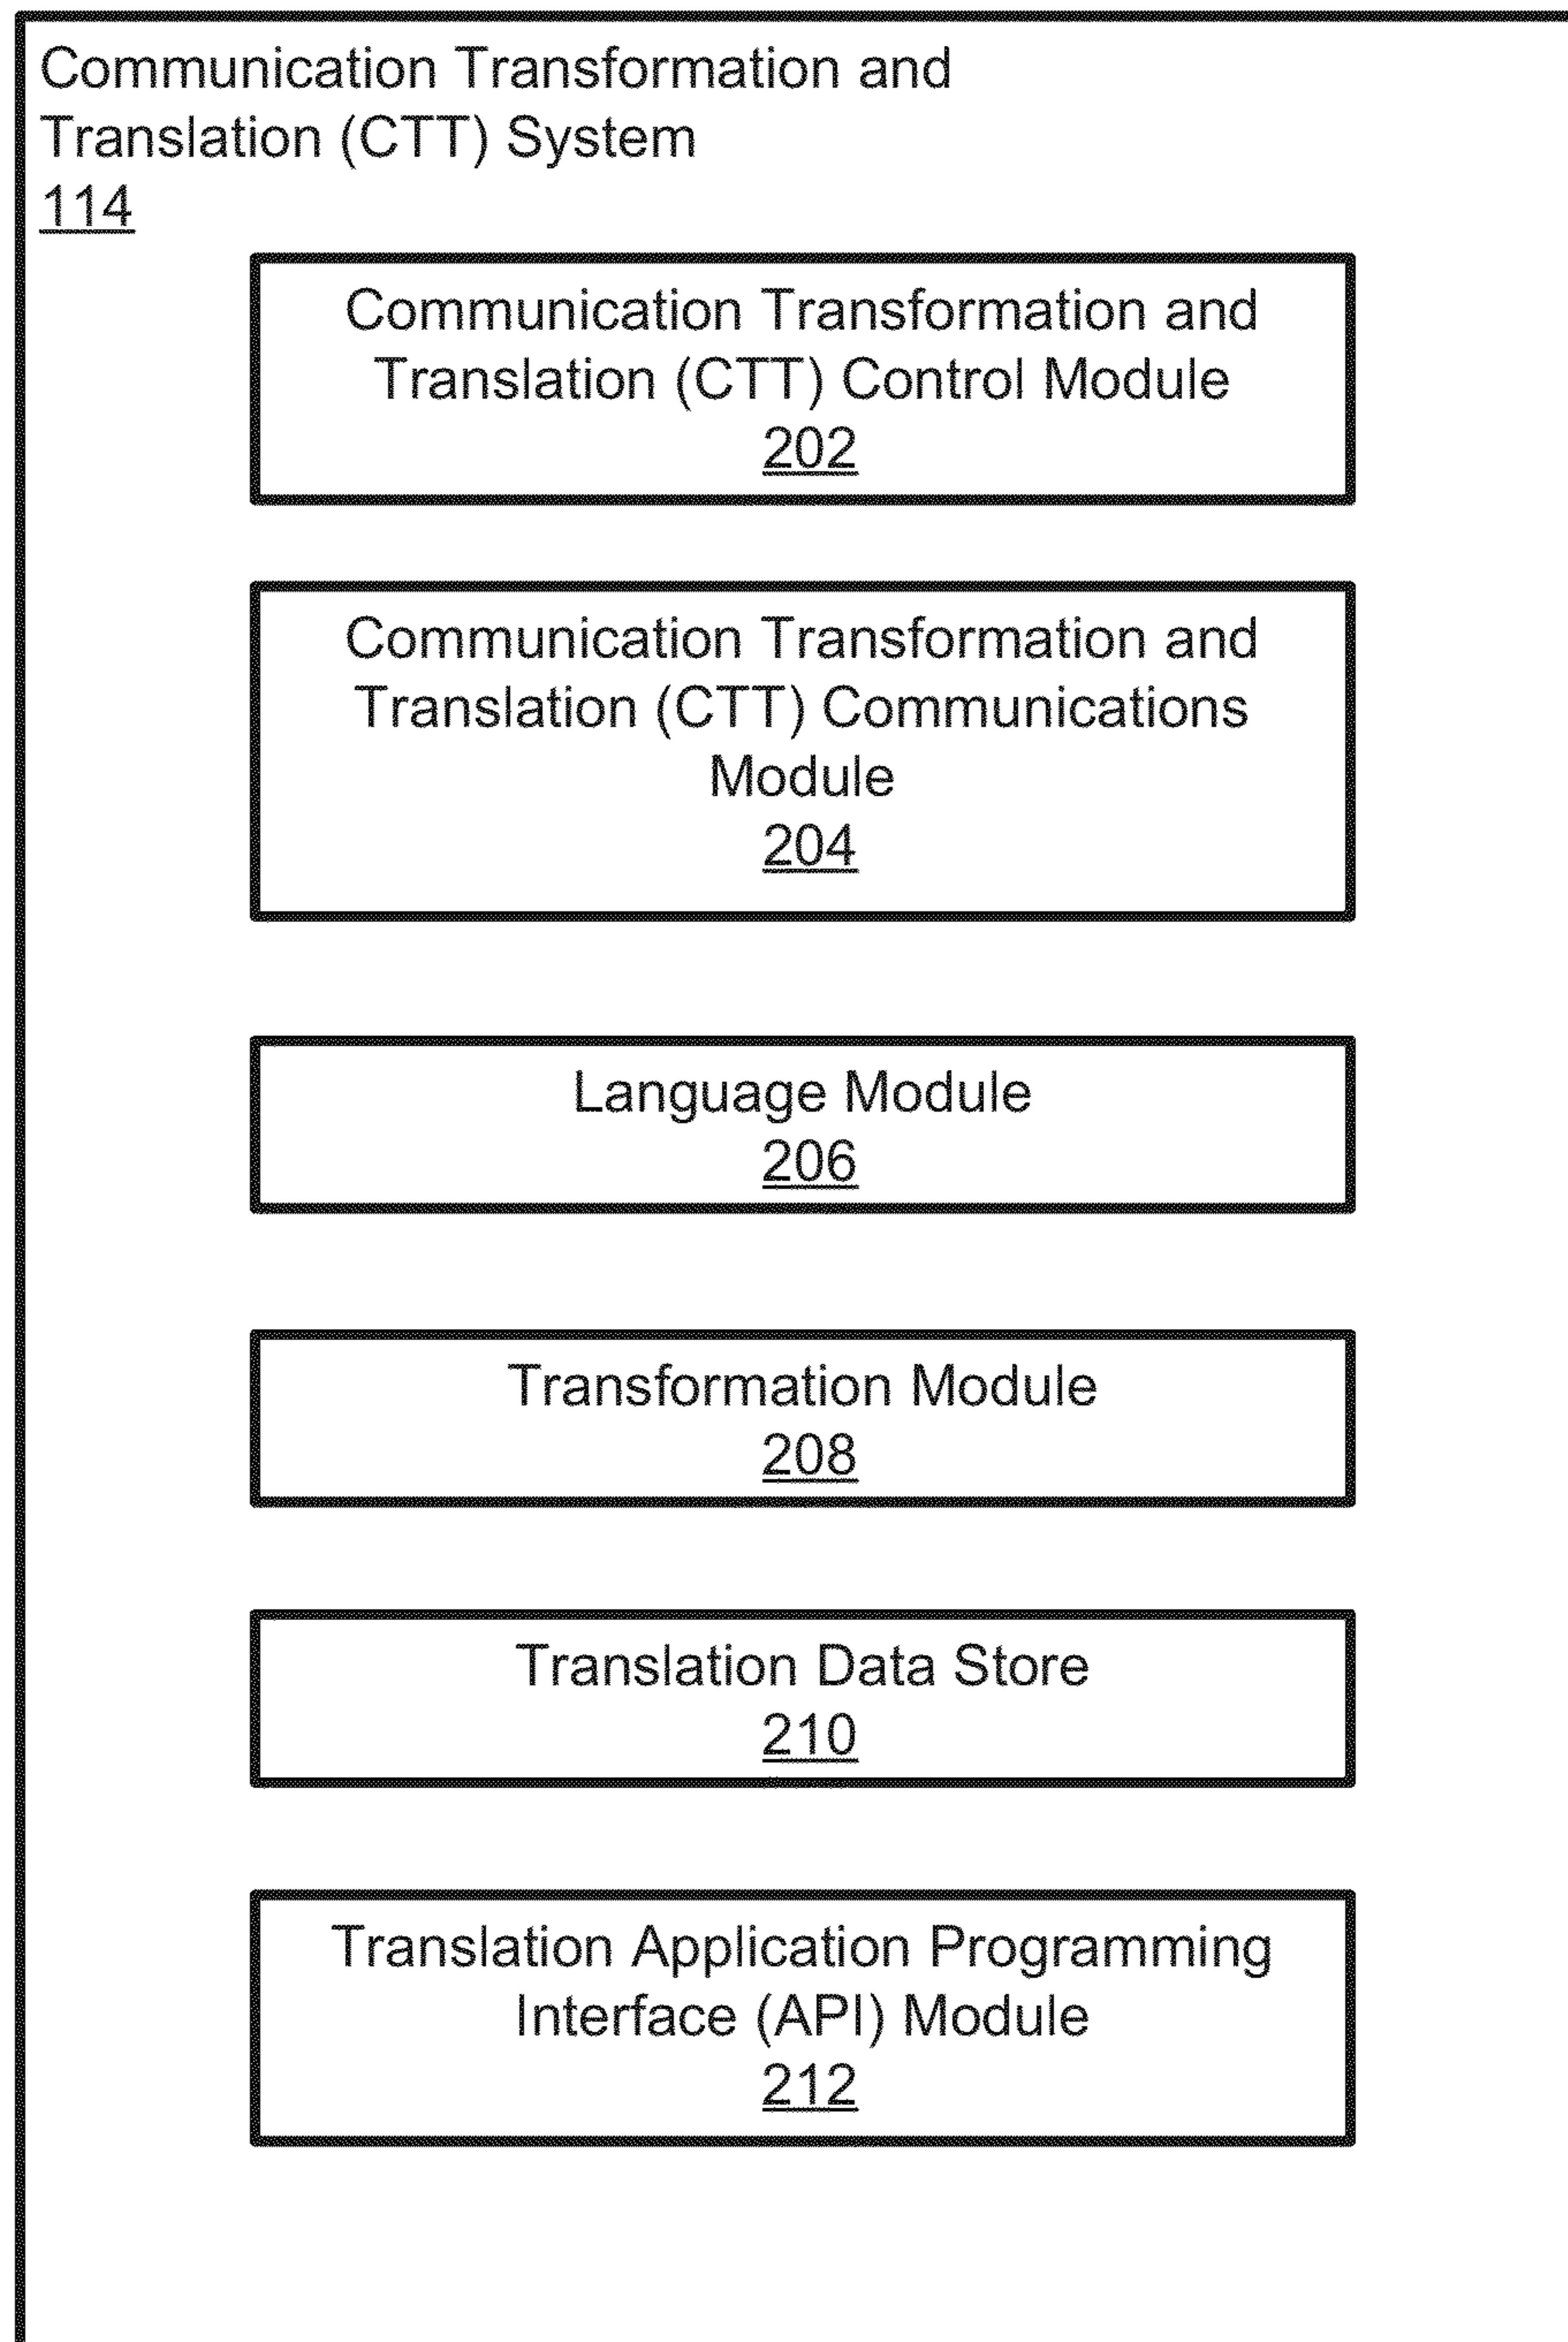 Communication Transformation and
Translation (CTT) System
114
Communication Transformation and
Translation (CTT) Control Module
202
Communication Transformation and
Translation (CTT) Communications
Module
204
Language Module
206
Transformation Module
208
Translation Data Store
210
Translation Application Programming
Interface (API) Module
212